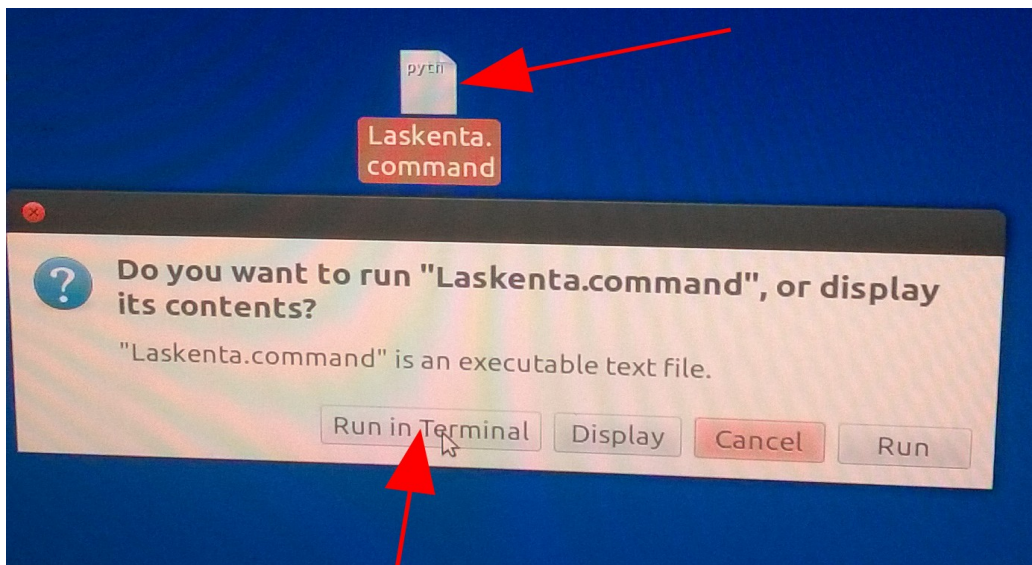 Laskenta.
command
Do you want to run "Laskenta.command", or display
its contents?
"Laskenta.command" is an executable text file.
Run in Terminal
Display
Cancel
Run